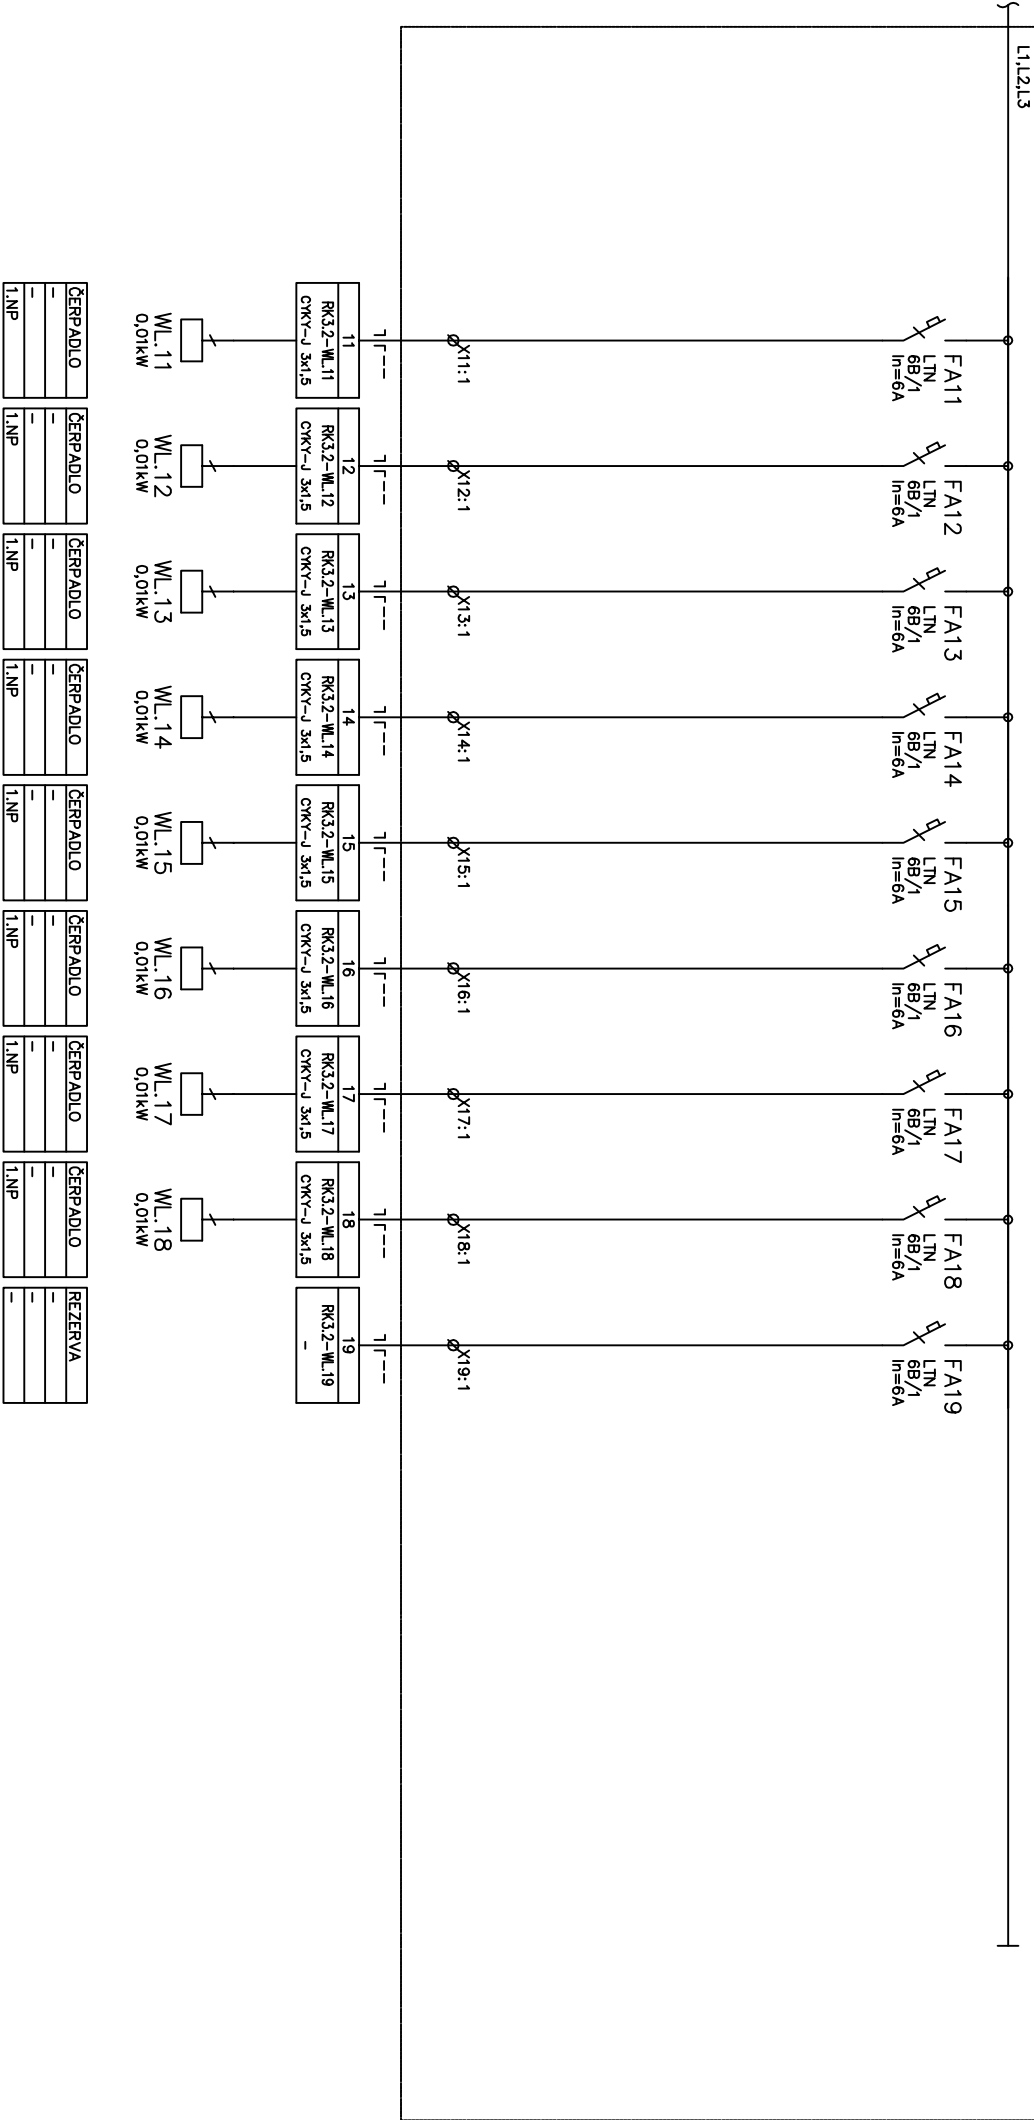 L1,L2,L3
FA11
LTN
6B/1
In=6A
FA12
LTN
6B/1
In=6A
FA13
LTN
6B/1
In=6A
FA14
LTN
6B/1
In=6A
FA15
LTN
6B/1
In=6A
FA16
LTN
6B/1
In=6A
FA17
LTN
6B/1
In=6A
FA18
LTN
6B/1
In=6A
FA19
LTN
6B/1
In=6A
X11:1
X12:1
X13:1
X14:1
X15:1
X16:1
X17:1
X18:1
X19:1
11
RK3.2-WL.11
CYKY-J 3x1,5
12
RK3.2-WL.12
CYKY-J 3x1,5
13
RK3.2-WL.13
CYKY-J 3x1,5
14
RK3.2-WL.14
CYKY-J 3x1,5
15
RK3.2-WL.15
CYKY-J 3x1,5
16
RK3.2-WL.16
CYKY-J 3x1,5
17
RK3.2-WL.17
CYKY-J 3x1,5
18
RK3.2-WL.18
CYKY-J 3x1,5
19
RK3.2-WL.19
-
WL.11
0,01kW
WL.12
0,01kW
WL.13
0,01kW
WL.14
0,01kW
WL.15
0,01kW
WL.16
0,01kW
WL.17
0,01kW
WL.18
0,01kW
ČERPADLO
-
-
1.NP
ČERPADLO
-
-
1.NP
ČERPADLO
-
-
1.NP
ČERPADLO
-
-
1.NP
ČERPADLO
-
-
1.NP
ČERPADLO
-
-
1.NP
ČERPADLO
-
-
1.NP
ČERPADLO
-
-
1.NP
REZERVA
-
-
-